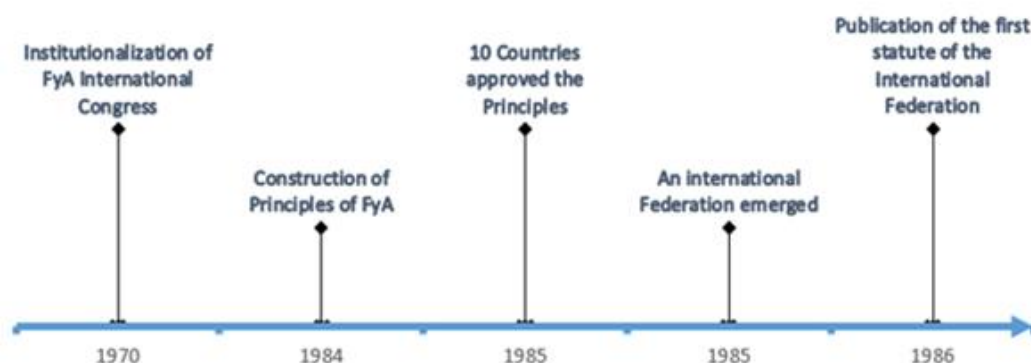 Institutionalization of
FyA International
Congress
Construction of
Principles of FyA
10 Countries
approved the
Principles
An international
Federation emerged
Publication of the first
statute of the
International
Federation
1970
1984
1985
1985
1986